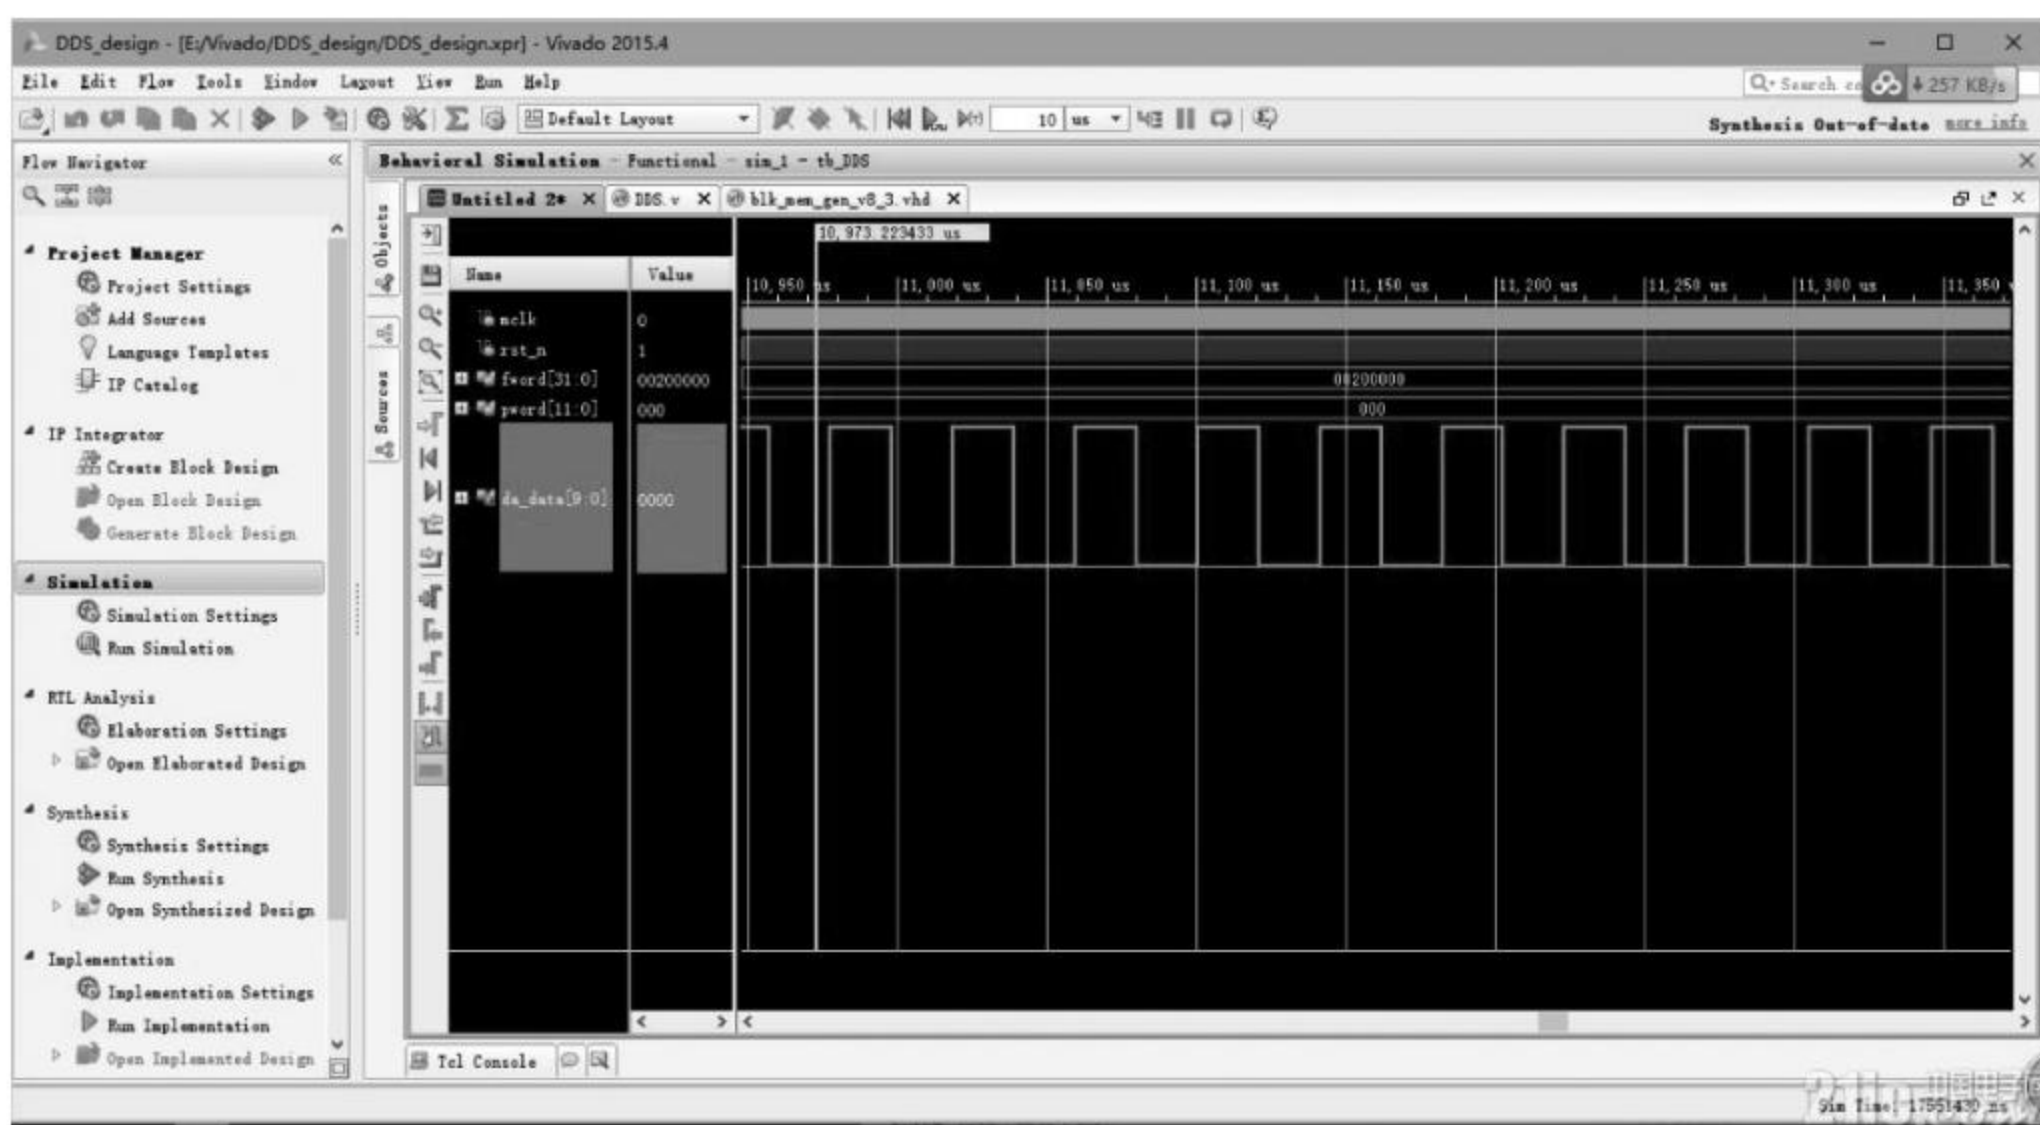 DDS_design - [E:/Vivado/DDS_design/DDS_design.xpr] - Vivado 2015.4
File Edit Flow Tools Window Layout View Run Help
Search co
257 KB/s
Default Layout
10 us
Synthesis Out-of-date more info
Flow Navigator
Behavioral Simulation - Functional - sim_1 - tb_DDS
Untitled 2* DDS.v blk_mem_gen_v8_3.vhd
Objects
Sources
Project Manager
Project Settings
Add Sources
Language Templates
IP Catalog
IP Integrator
Create Block Design
Open Block Design
Generate Block Design
Simulation
Simulation Settings
Run Simulation
RTL Analysis
Elaboration Settings
Open Elaborated Design
Synthesis
Synthesis Settings
Run Synthesis
Open Synthesized Design
Implementation
Implementation Settings
Run Implementation
Open Implemented Design
10,973.223433 us
Name Value
10,950 us 11,000 us 11,050 us 11,100 us 11,150 us 11,200 us 11,250 us 11,300 us 11,350
mclk 0
rst_n 1
fword[31:0] 00200000 00200000
pword[11:0] 000 000
da_data[9:0] 0000
Tcl Console
Sim Time: 17551430 ns